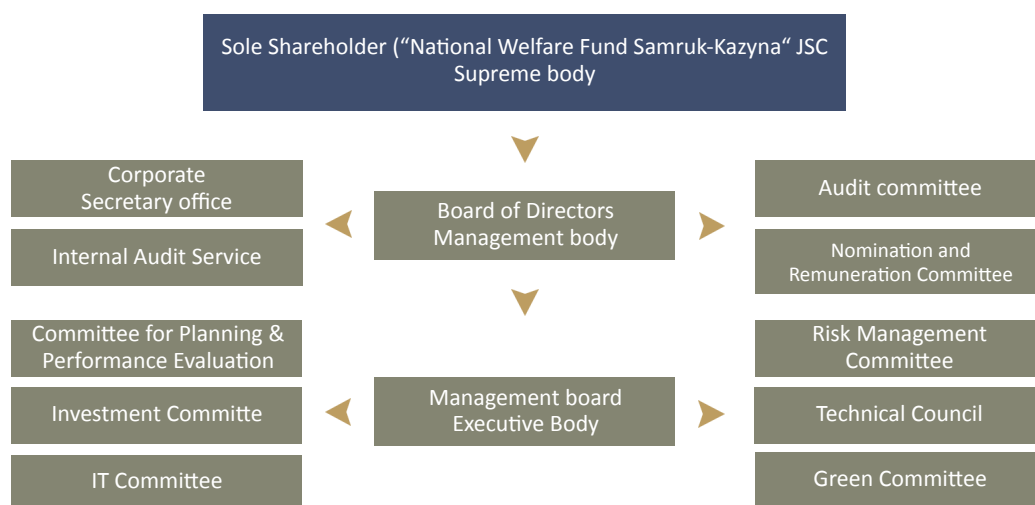 Sole Shareholder (“National Welfare Fund Samruk-Kazyna“ JSC
Supreme body
Corporate
Secretary office
Internal Audit Service
Board of Directors
Management body
Audit committee
Nomination and
Remuneration Committee
Committee for Planning &
Performance Evaluation
Investment Committe
IT Committee
Management board
Executive Body
Risk Management
Committee
Technical Council
Green Committee